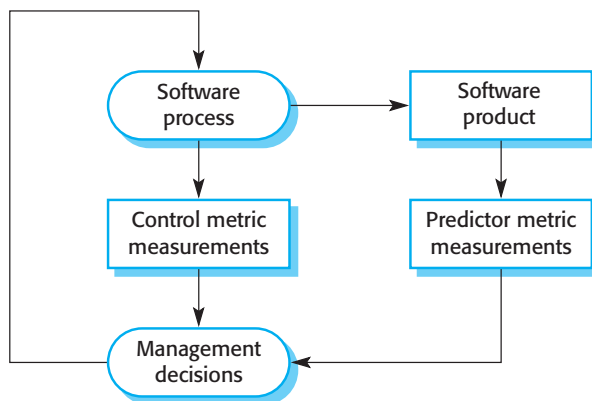 Software
process
Software
product
Control metric
measurements
Predictor metric
measurements
Management
decisions